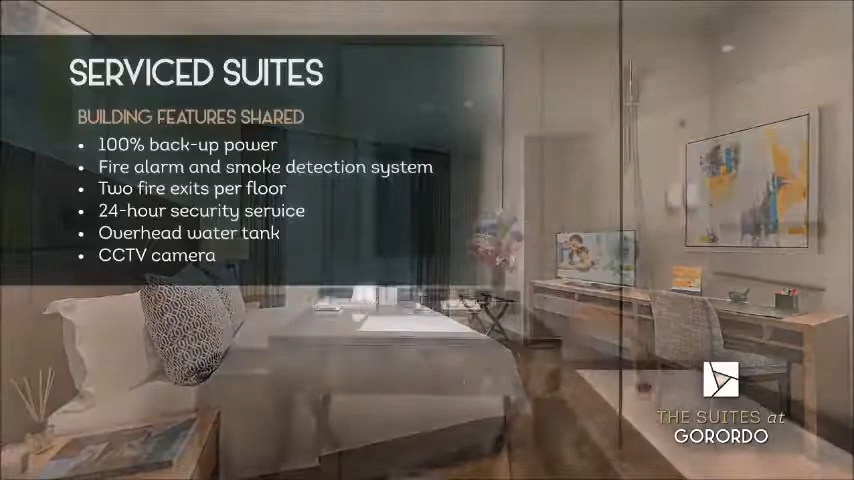 SERVICED SUITES
BUILDING FEATURES SHARED
• 100% back-up power
• Fire alarm and smoke detection system
• Two fire exits per floor
• 24-hour security service
• Overhead water tank
• CCTV camera
THE SUITES at
GORORDO